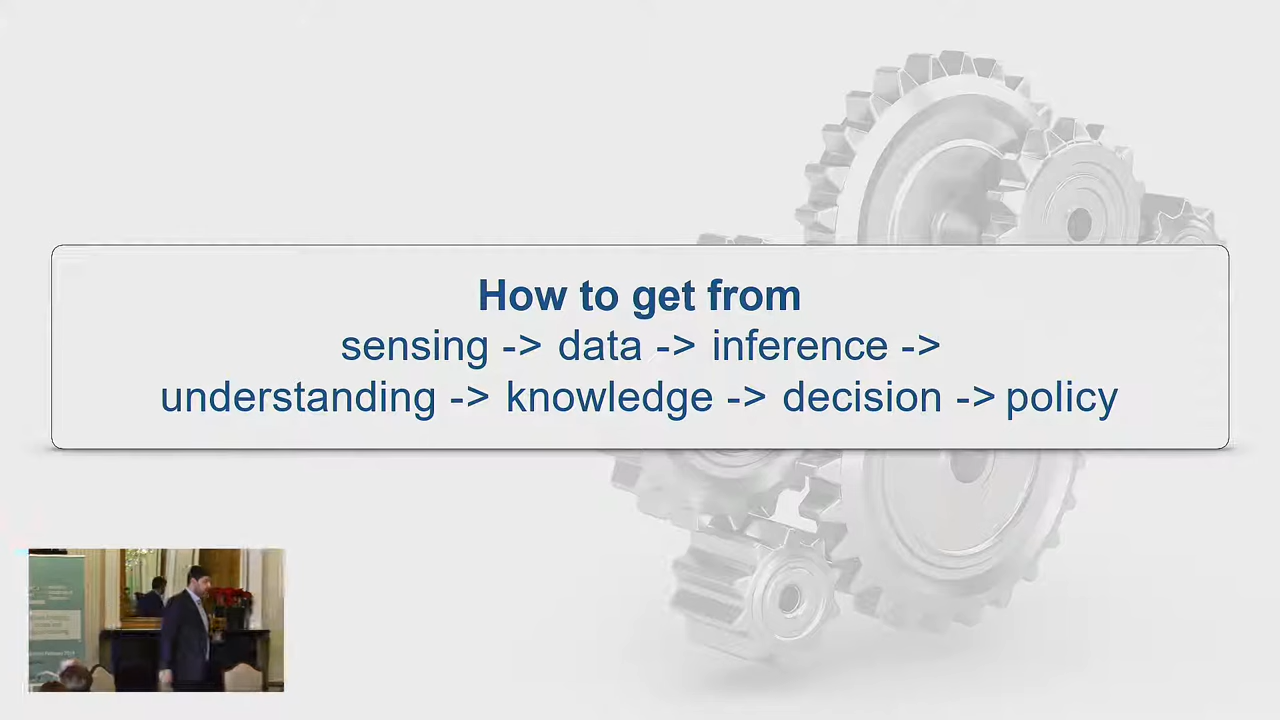 How to get from
sensing -> data -> inference ->
understanding -> knowledge -> decision -> policy